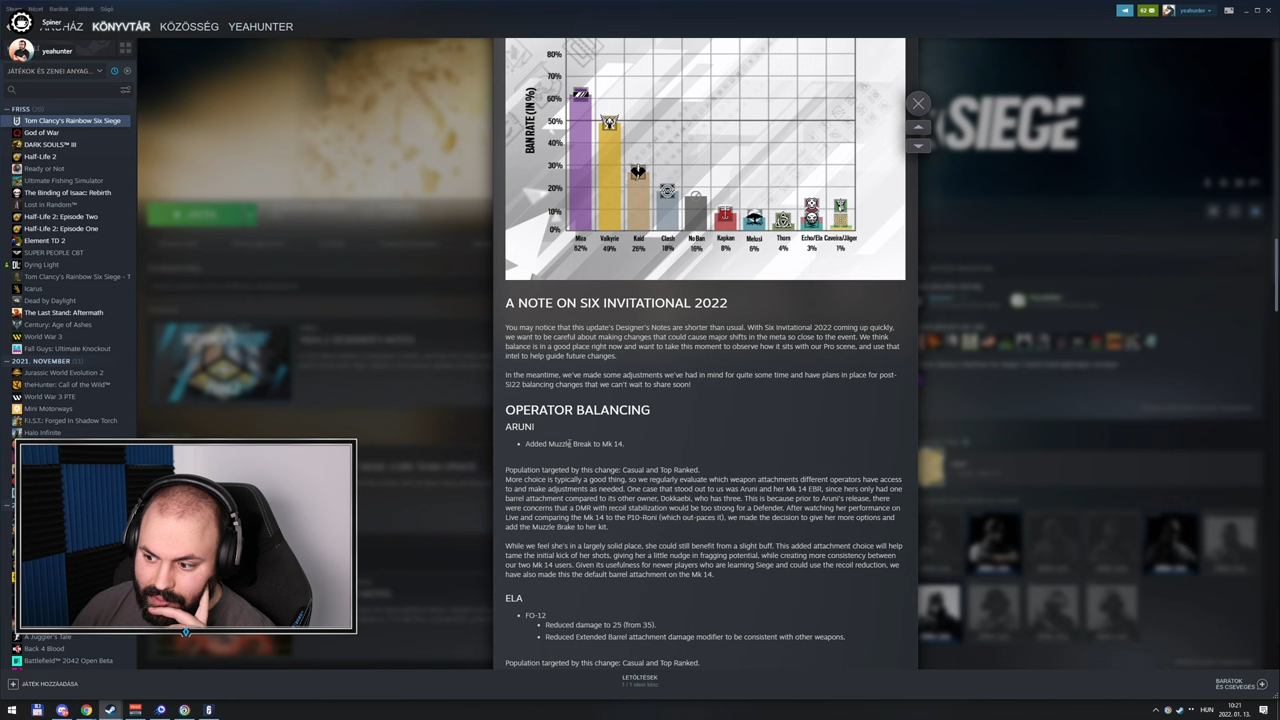 Steam Nézet Barátok Játékok Súgó
Spiner
KÖNYVTÁR KÖZÖSSÉG YEAHUNTER
62
yeahunter
yeahunter
JÁTÉKOK ÉS ZENEI ANYAG...
FRISS (26)
Tom Clancy's Rainbow Six Siege
God of War
DARK SOULS™ III
Half-Life 2
Ready or Not
Ultimate Fishing Simulator
The Binding of Isaac: Rebirth
Lost in Random™
Half-Life 2: Episode Two
Half-Life 2: Episode One
Element TD 2
SUPER PEOPLE CBT
Dying Light
Tom Clancy's Rainbow Six Siege - T
Icarus
Dead by Daylight
The Last Stand: Aftermath
Century: Age of Ashes
World War 3
Fall Guys: Ultimate Knockout
2021. NOVEMBER (11)
Jurassic World Evolution 2
theHunter: Call of the Wild™
World War 3 PTE
Mini Motorways
F.I.S.T.: Forged In Shadow Torch
Halo Infinite
A Juggler's Tale
Back 4 Blood
Battlefield™ 2042 Open Beta
JÁTÉK HOZZÁADÁSA
SIEGE
BAN RATE (IN %)
80%
70%
60%
50%
40%
30%
20%
10%
0%
Mira Valkyrie Kaid Clash No Ban Kapkan Melusi Thorn Echo/Ela Caveira/Jäger
62% 49% 26% 18% 16% 8% 6% 4% 3% 1%
A NOTE ON SIX INVITATIONAL 2022
You may notice that this update's Designer's Notes are shorter than usual. With Six Invitational 2022 coming up quickly,
we want to be careful about making changes that could cause major shifts in the meta so close to the event. We think
balance is in a good place right now and want to take this moment to observe how it sits with our Pro scene, and use that
intel to help guide future changes.
In the meantime, we've made some adjustments we've had in mind for quite some time and have plans in place for post-
SI22 balancing changes that we can't wait to share soon!
OPERATOR BALANCING
ARUNI
• Added Muzzle Break to Mk 14.
Population targeted by this change: Casual and Top Ranked.
More choice is typically a good thing, so we regularly evaluate which weapon attachments different operators have access
to and make adjustments as needed. One case that stood out to us was Aruni and her Mk 14 EBR, since hers only had one
barrel attachment compared to its other owner, Dokkaebi, who has three. This is because prior to Aruni's release, there
were concerns that a DMR with recoil stabilization would be too strong for a Defender. After watching her performance on
Live and comparing the Mk 14 to the P10-Roni (which out-paces it), we made the decision to give her more options and
add the Muzzle Brake to her kit.
While we feel she's in a largely solid place, she could still benefit from a slight buff. This added attachment choice will help
tame the initial kick of her shots, giving her a little nudge in fragging potential, while creating more consistency between
our two Mk 14 users. Given its usefulness for newer players who are learning Siege and could use the recoil reduction, we
have also made this the default barrel attachment on the Mk 14.
ELA
• FO-12
• Reduced damage to 25 (from 35).
• Reduced Extended Barrel attachment damage modifier to be consistent with other weapons.
Population targeted by this change: Casual and Top Ranked.
LETÖLTÉSEK
1 / 1 elem kész
BARÁTOK
ÉS CSEVEGÉS
HUN
10:21
2022. 01. 13.